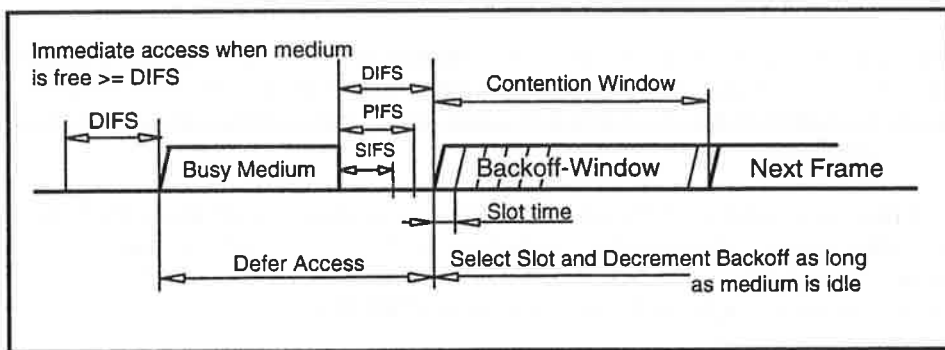 Immediate access when medium
is free >= DIFS
DIFS
DIFS
PIFS
SIFS
Contention Window
Busy Medium
Backoff-Window
Next Frame
Slot time
Defer Access
Select Slot and Decrement Backoff as long
as medium is idle